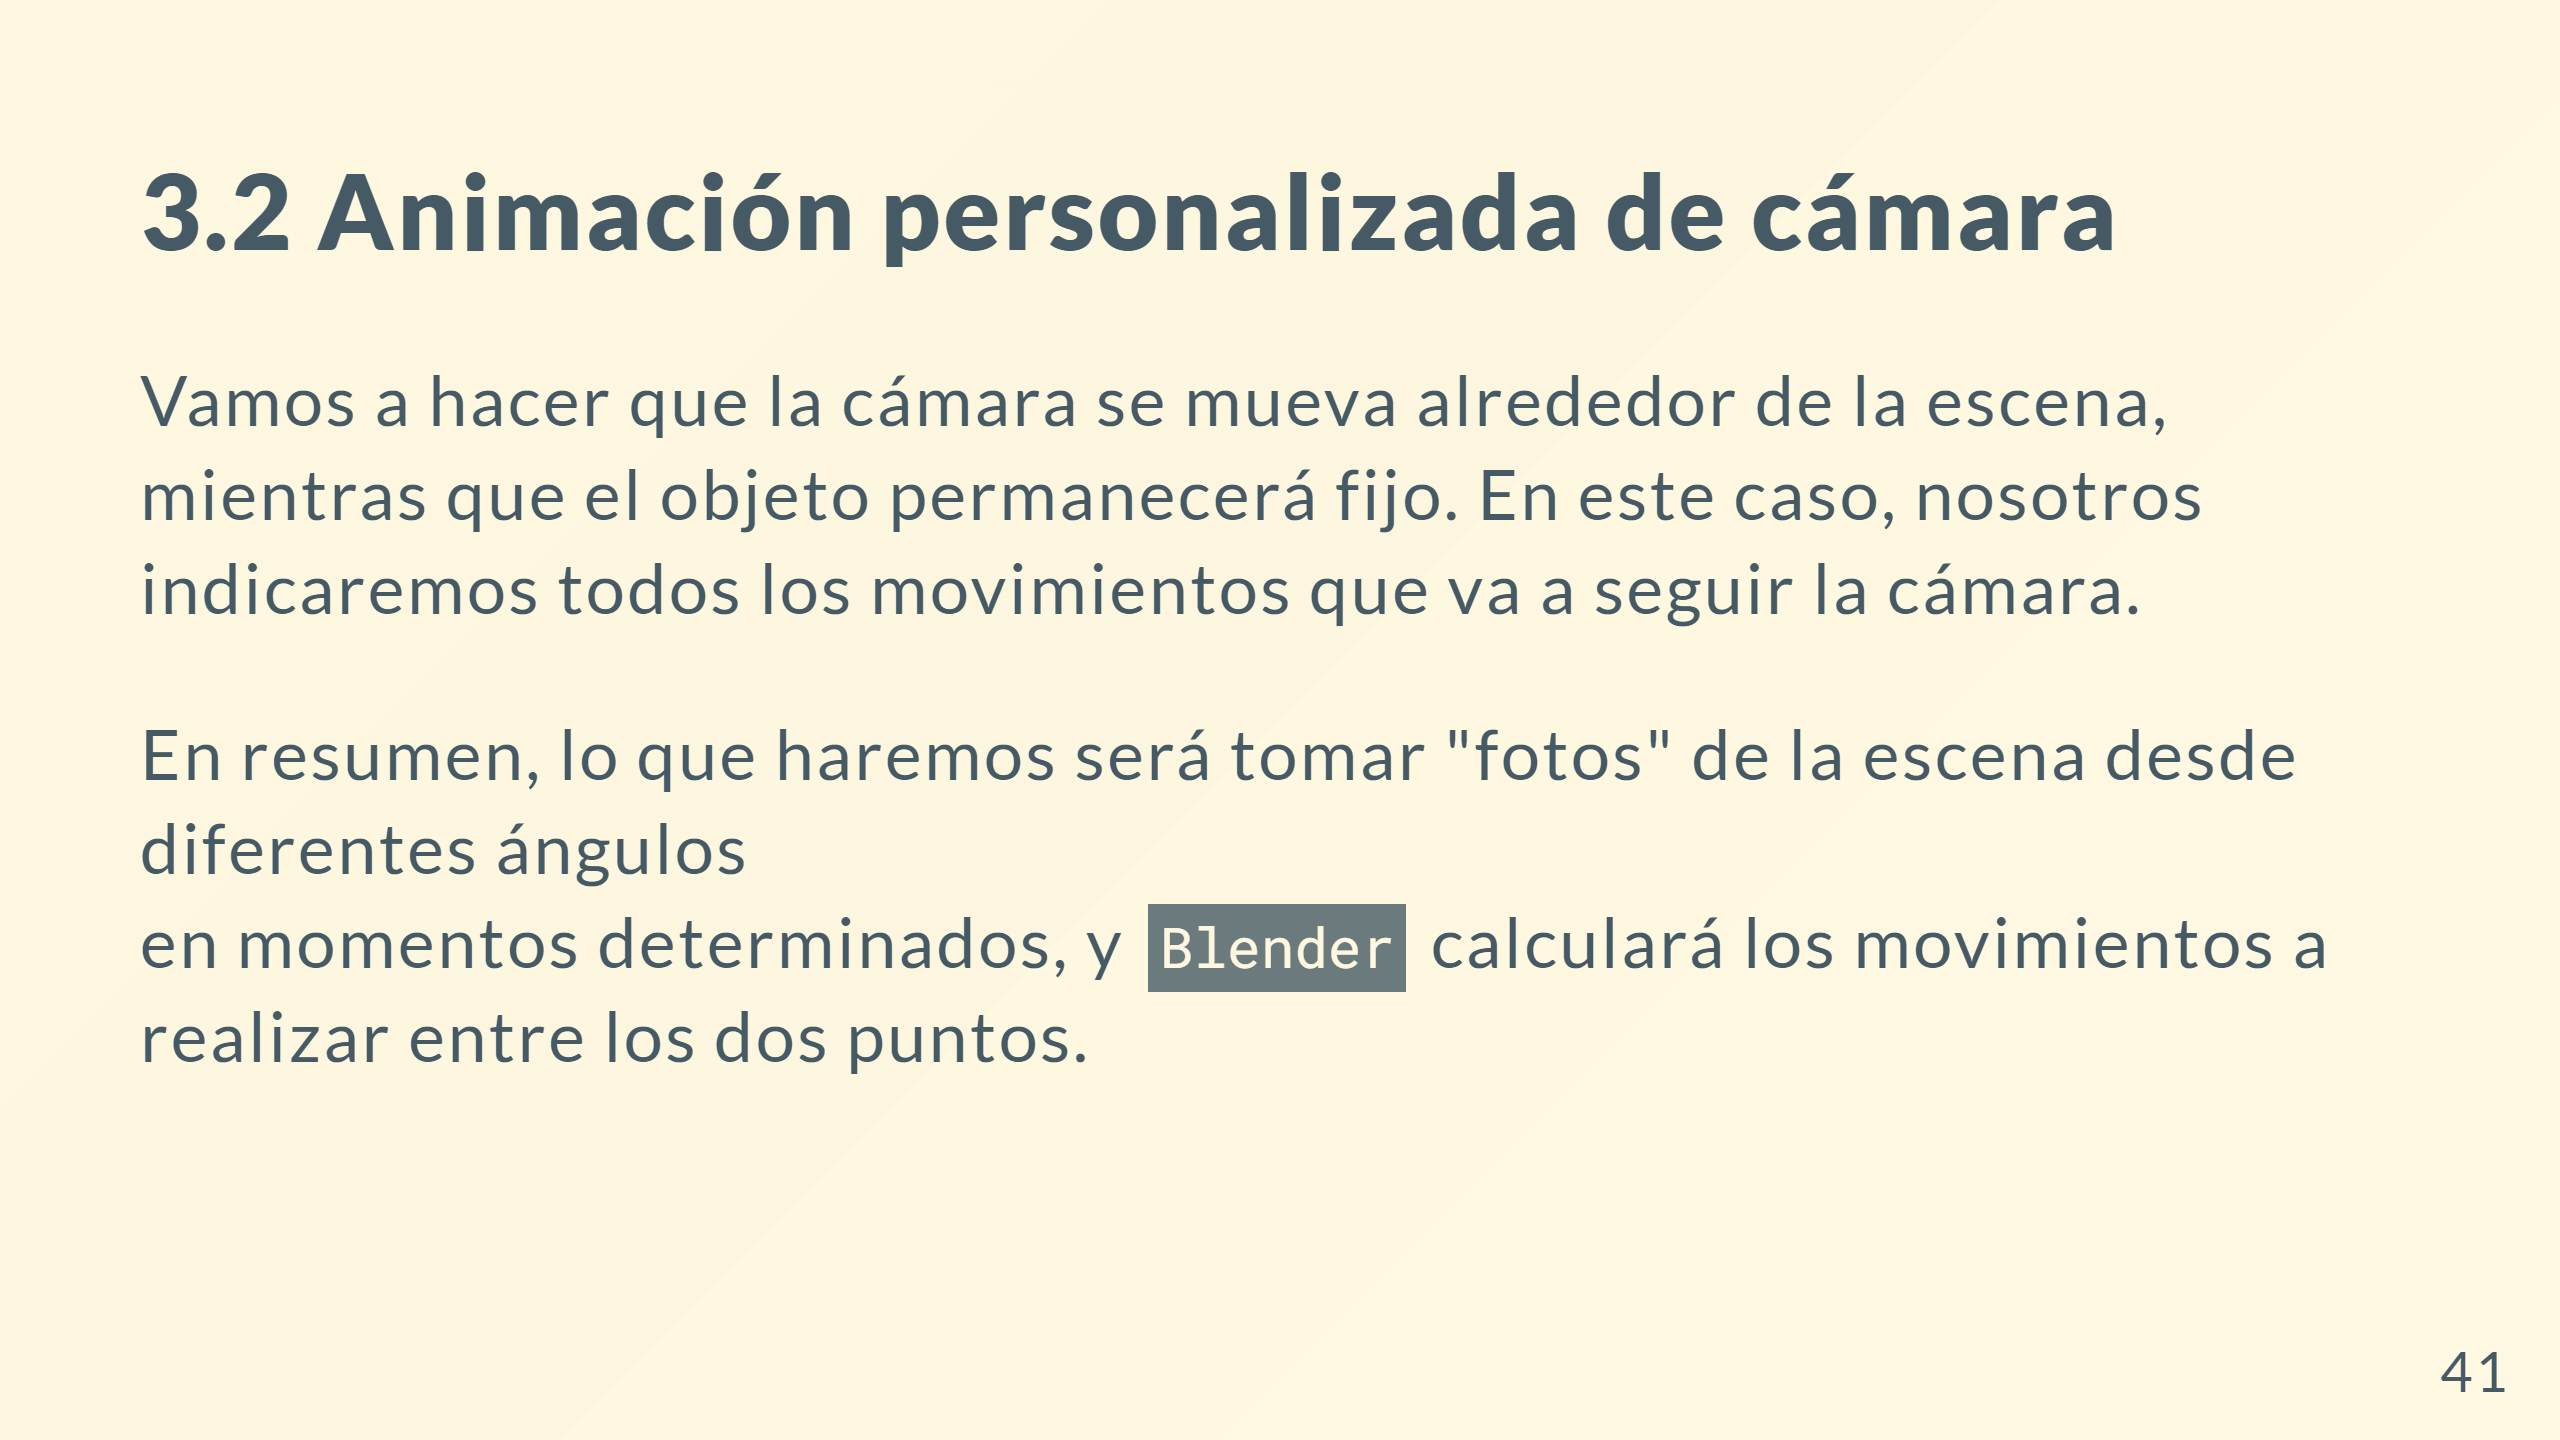 3.2 Animación personalizada de cámara
Vamos a hacer que la cámara se mueva alrededor de la escena,
mientras que el objeto permanecerá fijo. En este caso, nosotros
indicaremos todos los movimientos que va a seguir la cámara.
En resumen, lo que haremos será tomar "fotos" de la escena desde
diferentes ángulos
en momentos determinados, y Blender calculará los movimientos a
realizar entre los dos puntos.
41